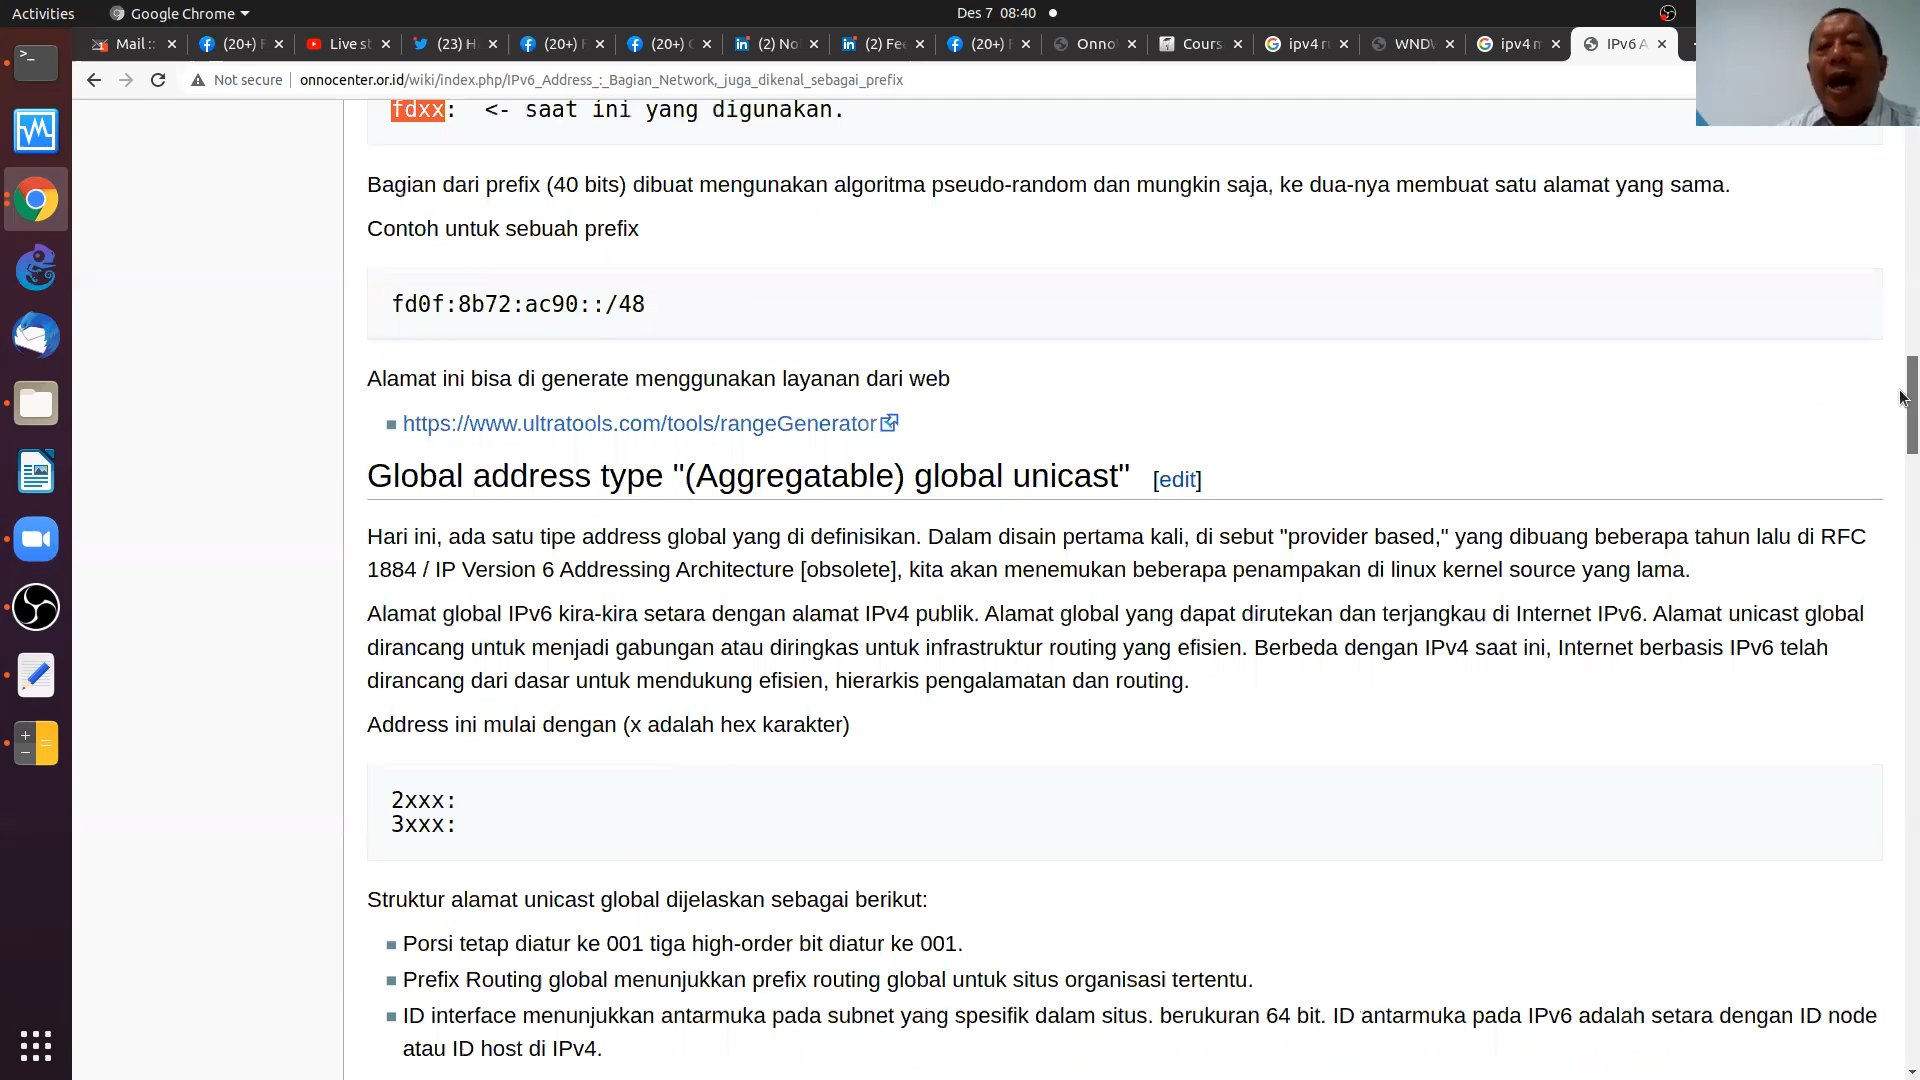 Activities
Google Chrome
Des 7 08:40
Mail ::
(20+) F
Live st
(23) H
(20+) F
(20+) (
(2) No
(2) Fee
(20+) F
Onno
Cours
ipv4 ru
WNDW
ipv4 m
IPv6 A
Not secure
onnocenter.or.id/wiki/index.php/IPv6_Address_:_Bagian_Network,_juga_dikenal_sebagai_prefix
fdxx: <- saat ini yang digunakan.
Bagian dari prefix (40 bits) dibuat mengunakan algoritma pseudo-random dan mungkin saja, ke dua-nya membuat satu alamat yang sama.
Contoh untuk sebuah prefix
fd0f:8b72:ac90::/48
Alamat ini bisa di generate menggunakan layanan dari web
https://www.ultratools.com/tools/rangeGenerator
Global address type "(Aggregatable) global unicast" [edit]
Hari ini, ada satu tipe address global yang di definisikan. Dalam disain pertama kali, di sebut "provider based," yang dibuang beberapa tahun lalu di RFC
1884 / IP Version 6 Addressing Architecture [obsolete], kita akan menemukan beberapa penampakan di linux kernel source yang lama.
Alamat global IPv6 kira-kira setara dengan alamat IPv4 publik. Alamat global yang dapat dirutekan dan terjangkau di Internet IPv6. Alamat unicast global
dirancang untuk menjadi gabungan atau diringkas untuk infrastruktur routing yang efisien. Berbeda dengan IPv4 saat ini, Internet berbasis IPv6 telah
dirancang dari dasar untuk mendukung efisien, hierarkis pengalamatan dan routing.
Address ini mulai dengan (x adalah hex karakter)
2xxx:
3xxx:
Struktur alamat unicast global dijelaskan sebagai berikut:
Porsi tetap diatur ke 001 tiga high-order bit diatur ke 001.
Prefix Routing global menunjukkan prefix routing global untuk situs organisasi tertentu.
ID interface menunjukkan antarmuka pada subnet yang spesifik dalam situs. berukuran 64 bit. ID antarmuka pada IPv6 adalah setara dengan ID node
atau ID host di IPv4.